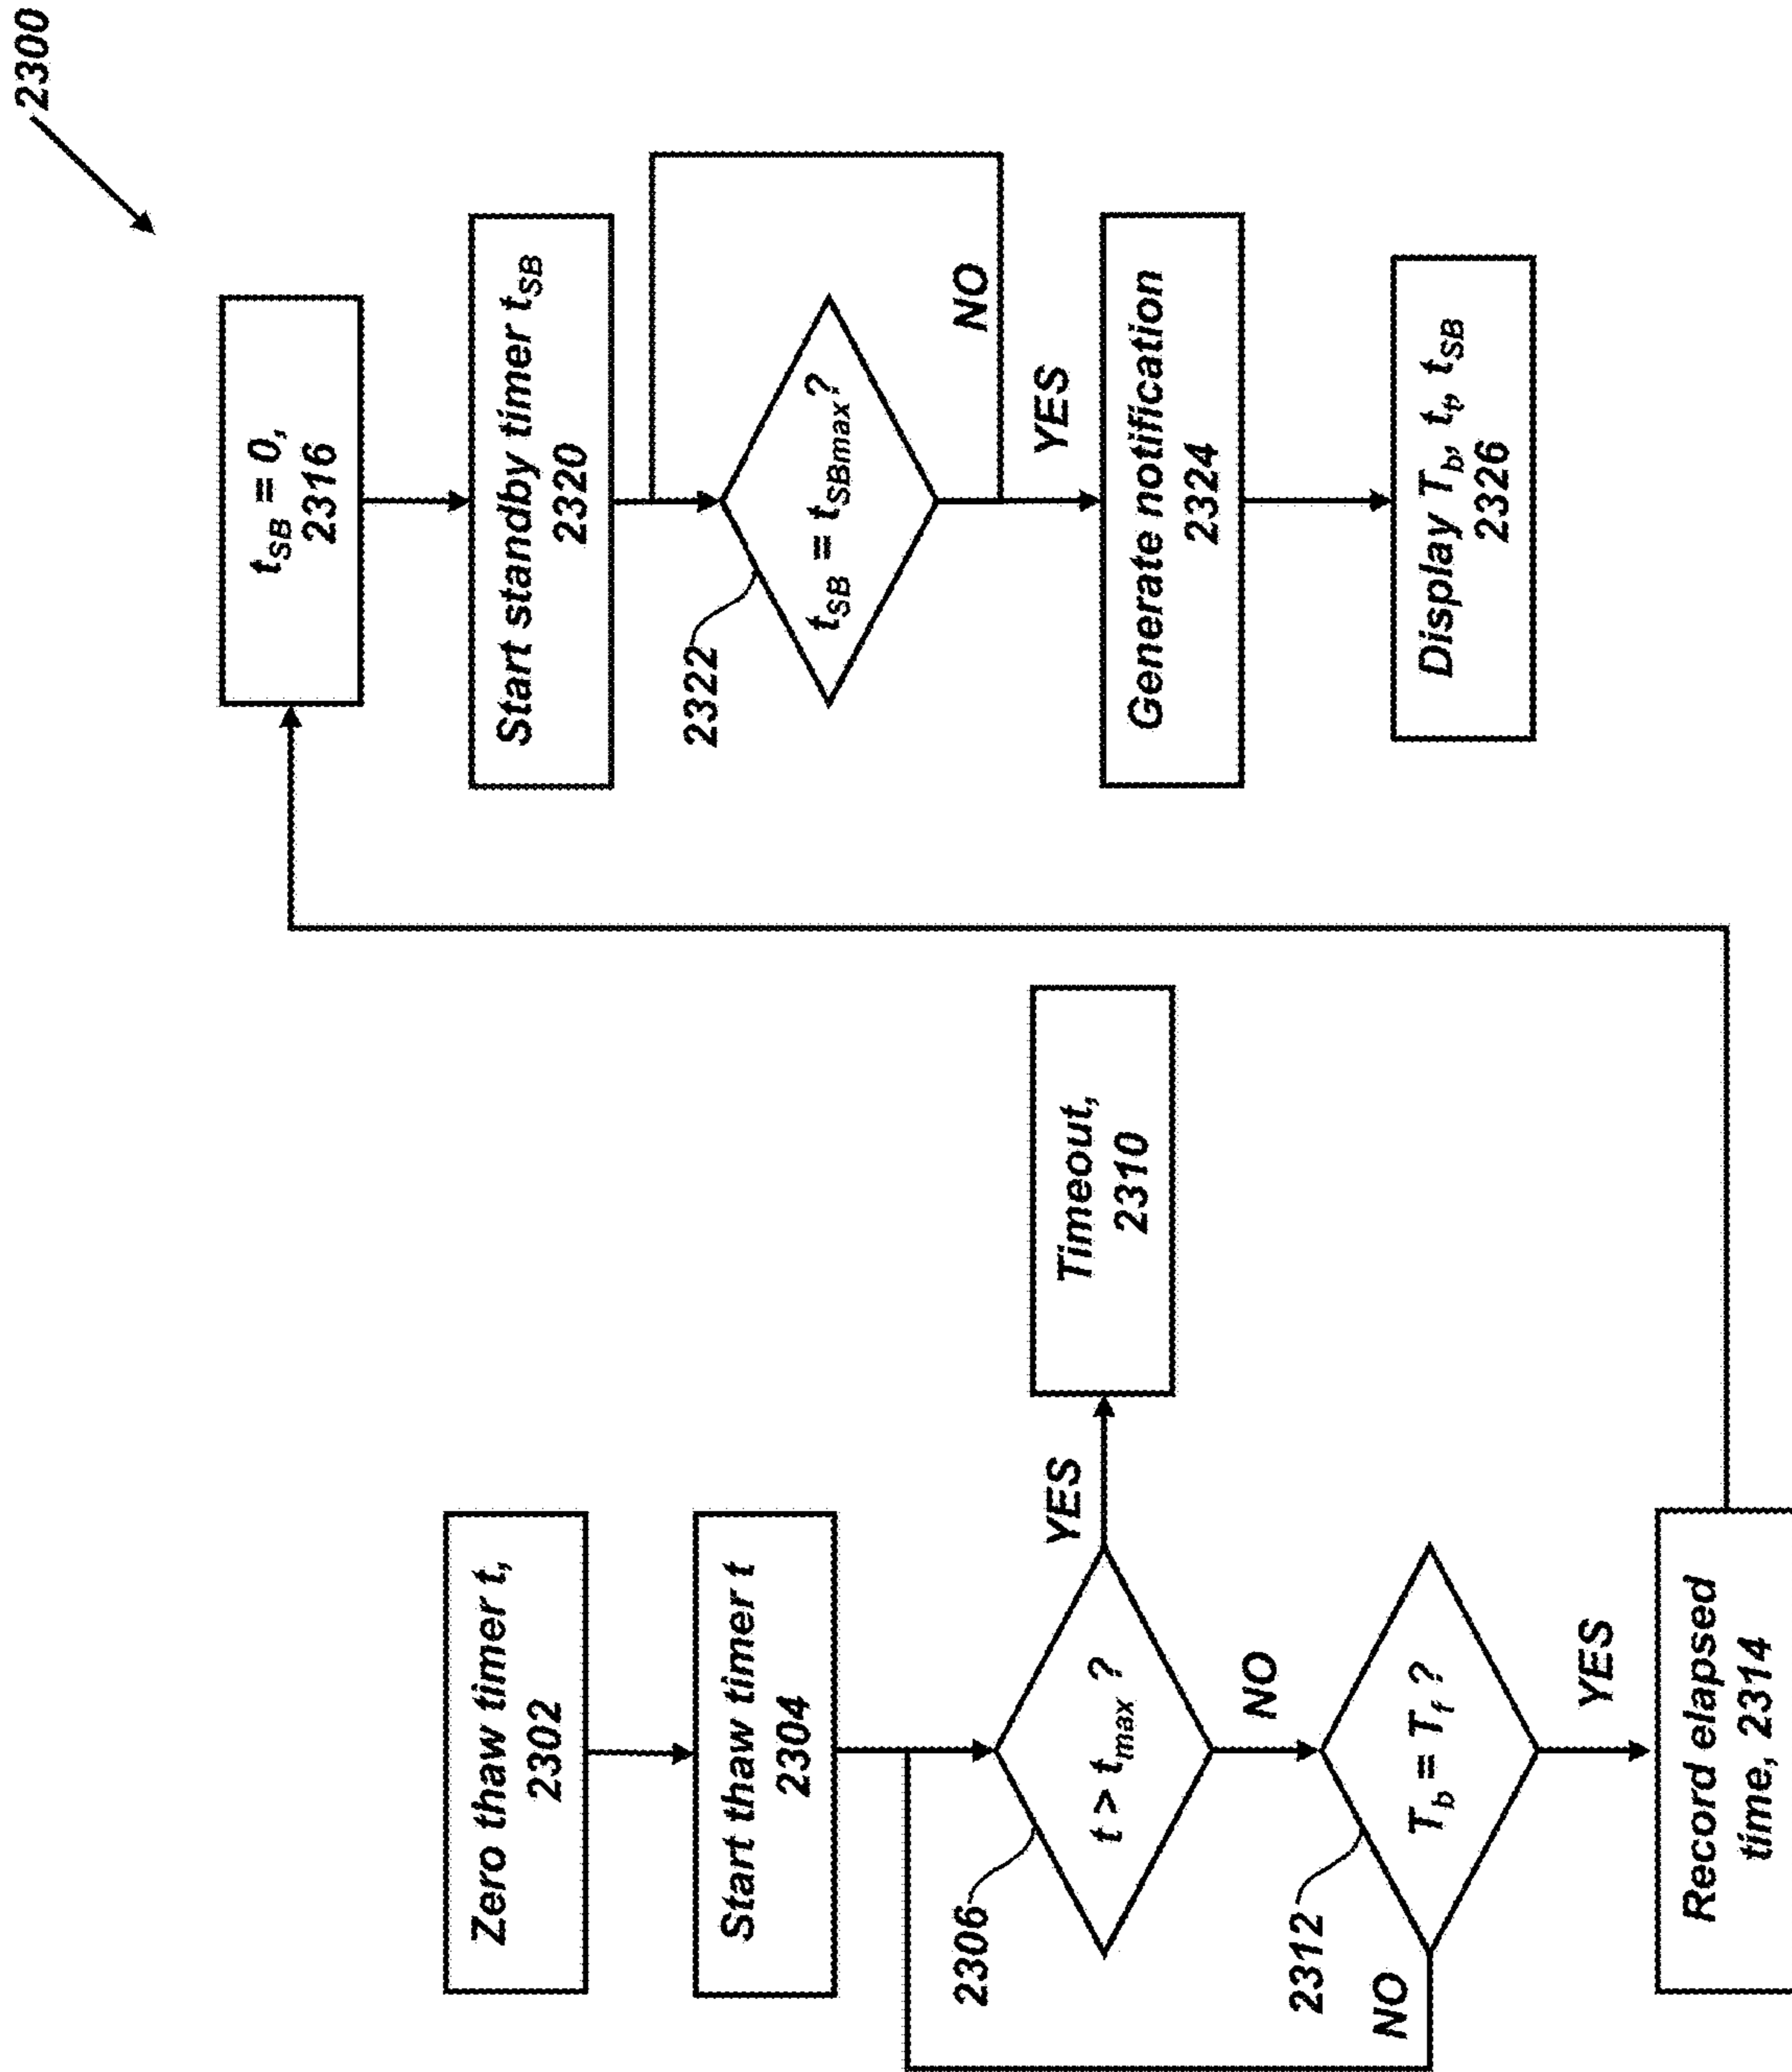 2300
Zero thaw timer t,
2302
Start thaw timer t
2304
2306
t > t_max ?
YES
Timeout,
2310
NO
2312
T_b = T_f ?
NO
YES
Record elapsed
time, 2314
t_SB = 0,
2316
Start standby timer t_SB
2320
2322
t_SB = t_SBmax ?
NO
YES
Generate notification
2324
Display T_b, t_f, t_SB
2326